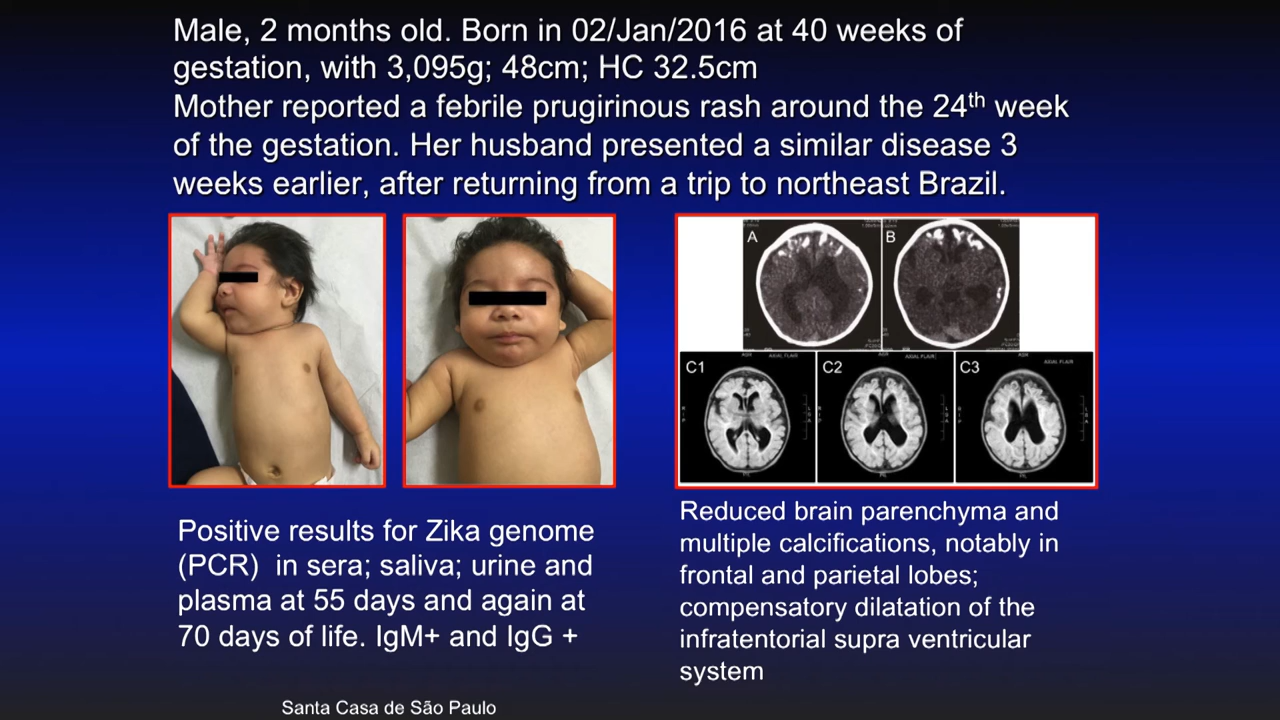 Male, 2 months old. Born in 02/Jan/2016 at 40 weeks of
gestation, with 3,095g; 48cm; HC 32.5cm
Mother reported a febrile prugirinous rash around the 24th week
of the gestation. Her husband presented a similar disease 3
weeks earlier, after returning from a trip to northeast Brazil.
A
B
AXIAL FLAIR
AXIAL FLAIR
AXIAL FLAIR
C1
C2
C3
Positive results for Zika genome
(PCR) in sera; saliva; urine and
plasma at 55 days and again at
70 days of life. IgM+ and IgG +
Reduced brain parenchyma and
multiple calcifications, notably in
frontal and parietal lobes;
compensatory dilatation of the
infratentorial supra ventricular
system
Santa Casa de São Paulo